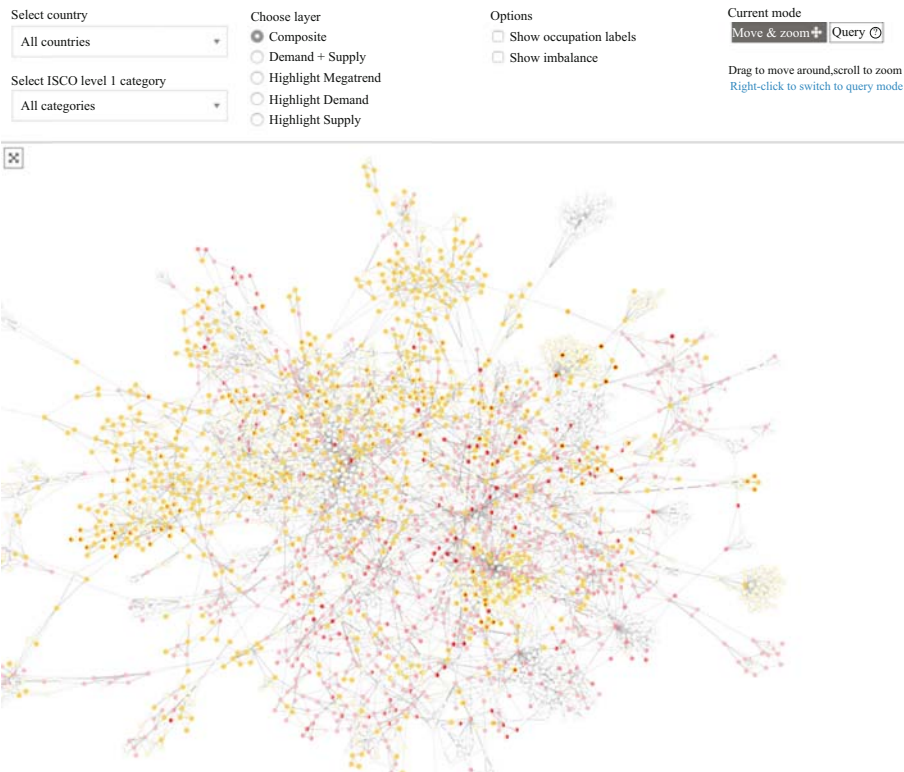 Select country
All countries
Select ISCO level 1 category
All categories
Choose layer
Composite
Demand + Supply
Highlight Megatrend
Highlight Demand
Highlight Supply
Options
Show occupation labels
Show imbalance
Current mode
Move & zoom
Query ?
Drag to move around,scroll to zoom
Right-click to switch to query mode